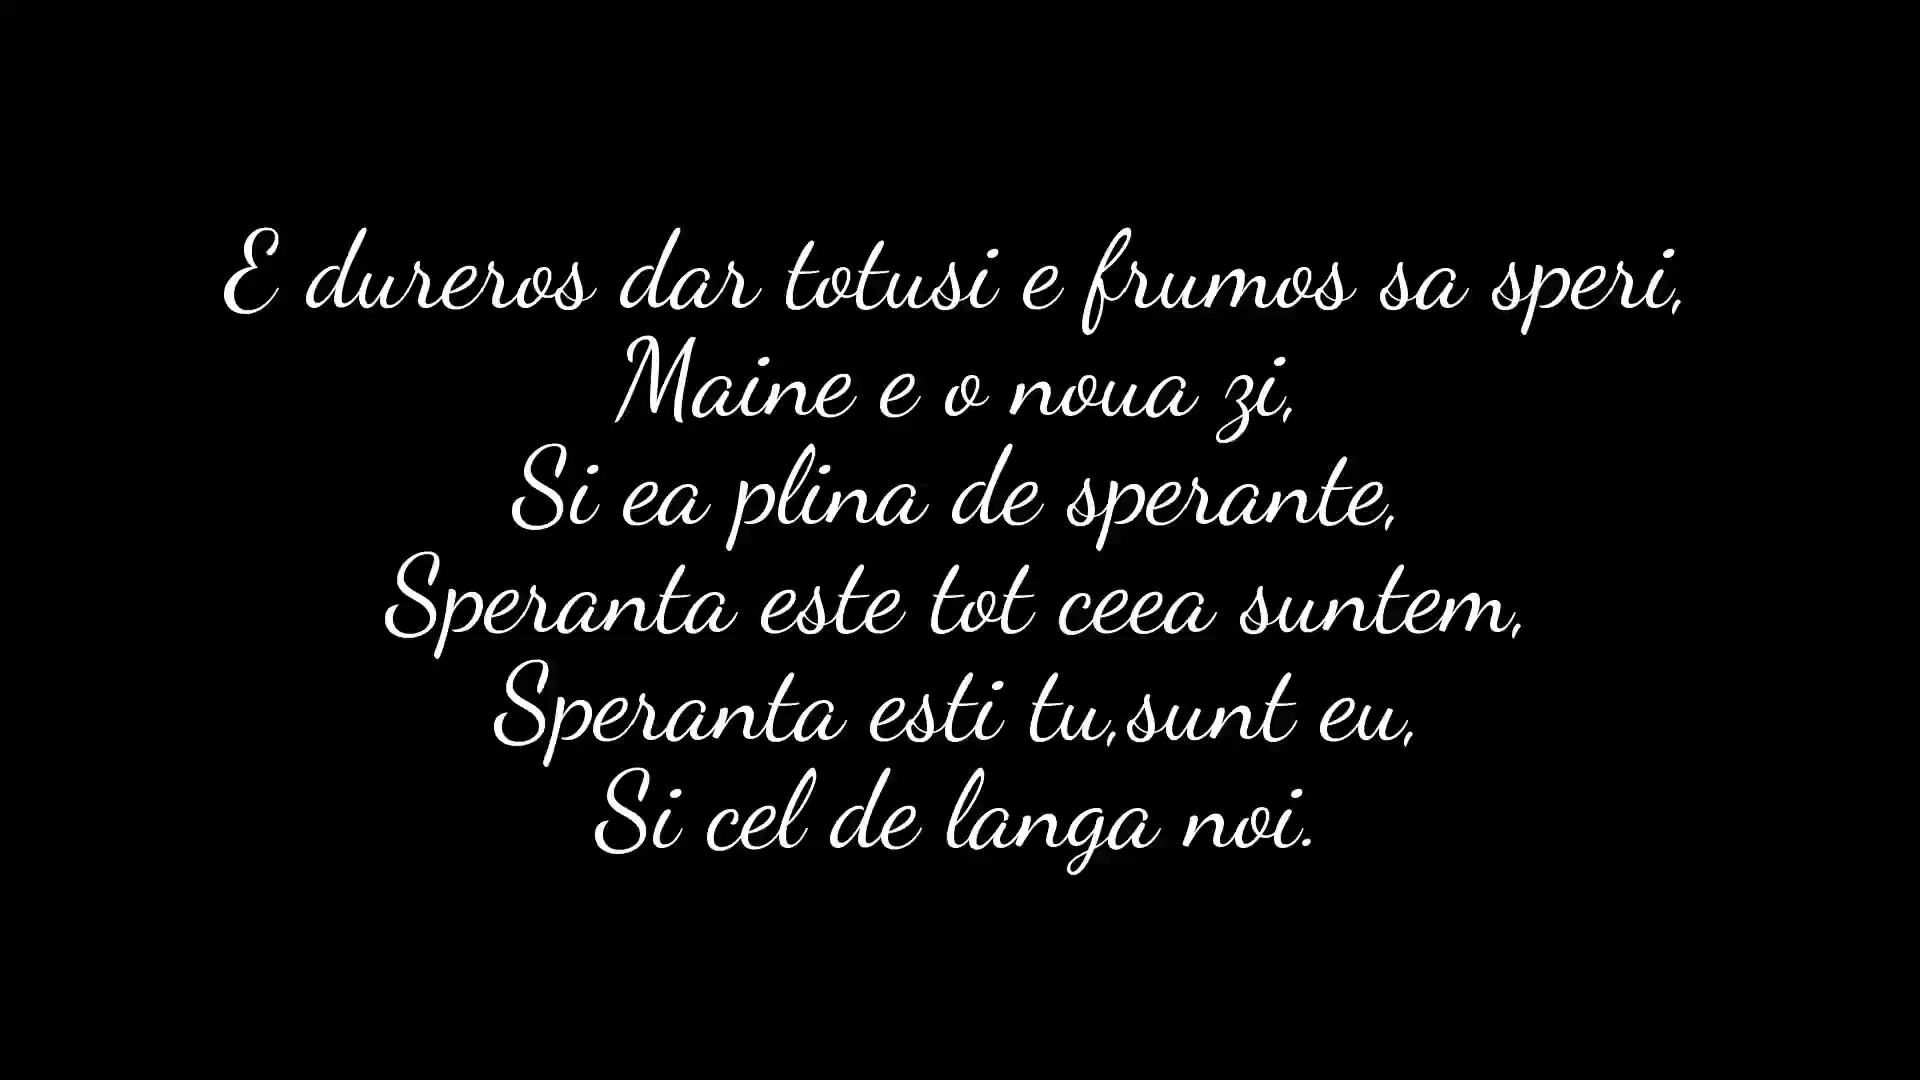 E dureros dar totusi e frumos sa speri,
Maine e o noua zi,
Si ea plina de sperante,
Speranta este tot ceea suntem,
Speranta esti tu,sunt eu,
Si cel de langa noi.